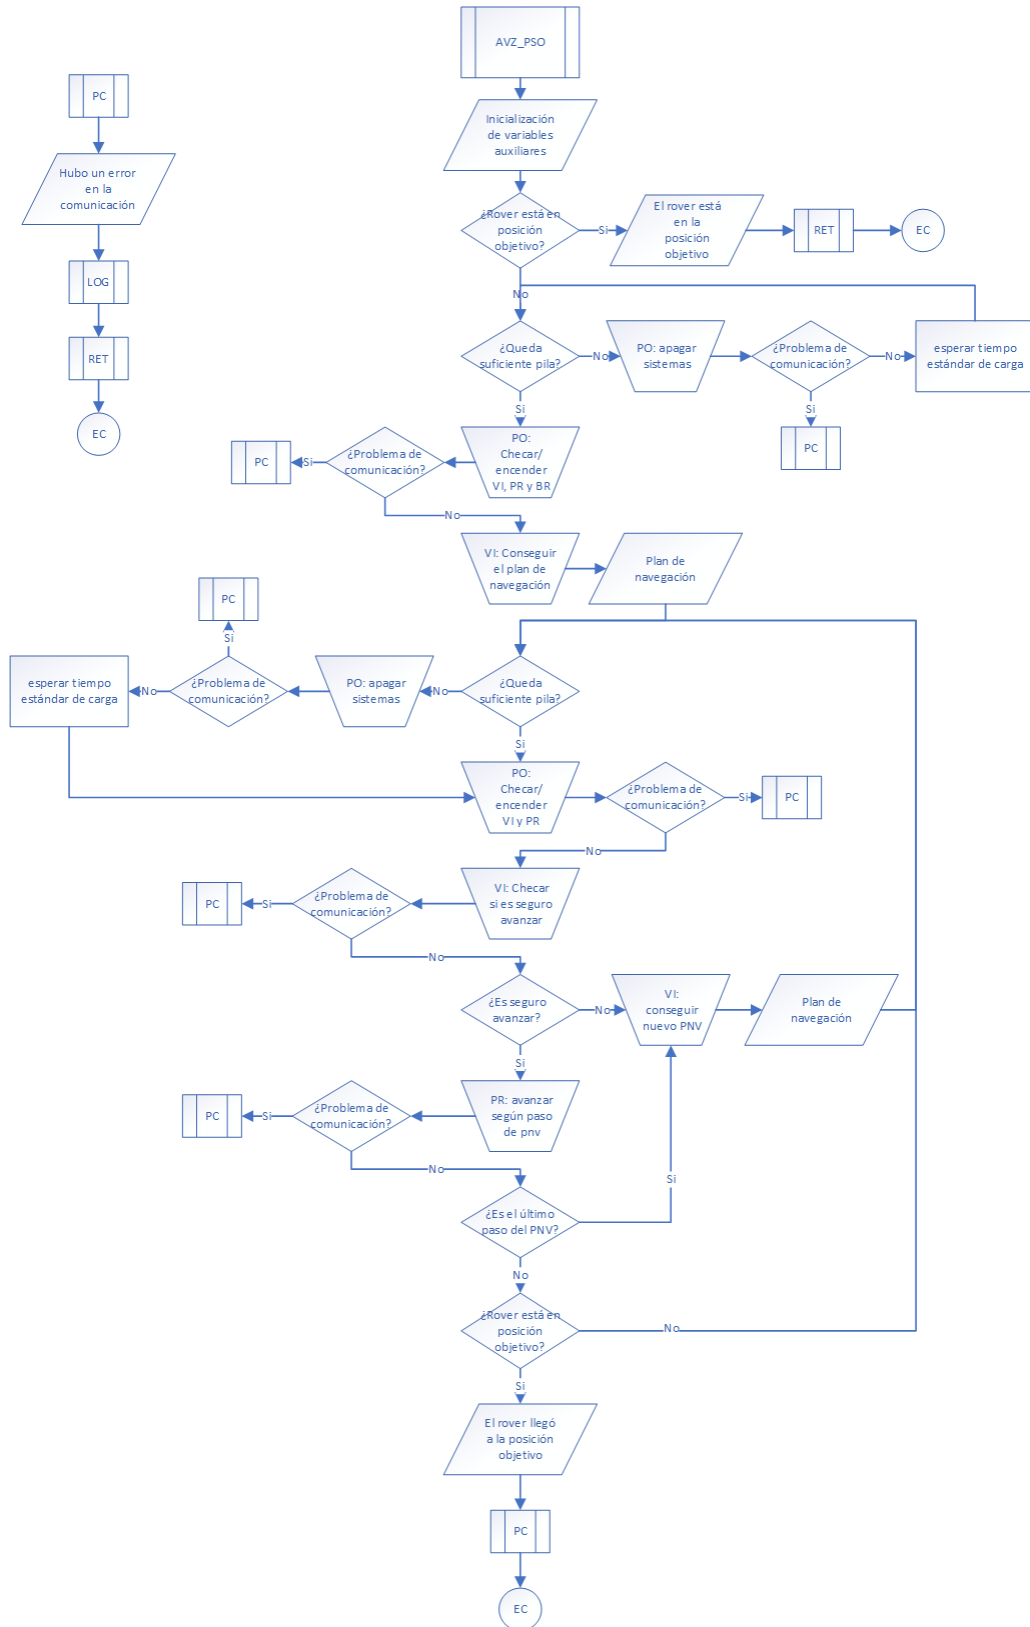 AVZ_PSO
PC
Inicialización
de variables
auxiliares
Hubo un error
en la
comunicación
¿Rover está en
posición
objetivo?
Si
El rover está
en la
posición
objetivo
RET
EC
LOG
No
RET
¿Queda
suficiente pila?
No
PO: apagar
sistemas
¿Problema de
comunicación?
No
esperar tiempo
estándar de carga
EC
Si
Si
PC
PC
Si
¿Problema de
comunicación?
PO:
Checar/
encender
VI, PR y BR
No
VI: Conseguir
el plan de
navegación
Plan de
navegación
PC
Si
esperar tiempo
estándar de carga
No
¿Problema de
comunicación?
PO: apagar
sistemas
No
¿Queda
suficiente pila?
Si
PO:
Checar/
encender
VI y PR
¿Problema de
comunicación?
Si
PC
No
PC
Si
¿Problema de
comunicación?
VI: Checar
si es seguro
avanzar
No
¿Es seguro
avanzar?
No
VI:
conseguir
nuevo PNV
Plan de
navegación
Si
PC
Si
¿Problema de
comunicación?
PR: avanzar
según paso
de pnv
No
Si
¿Es el último
paso del PNV?
No
¿Rover está en
posición
objetivo?
No
Si
El rover llegó
a la posición
objetivo
PC
EC